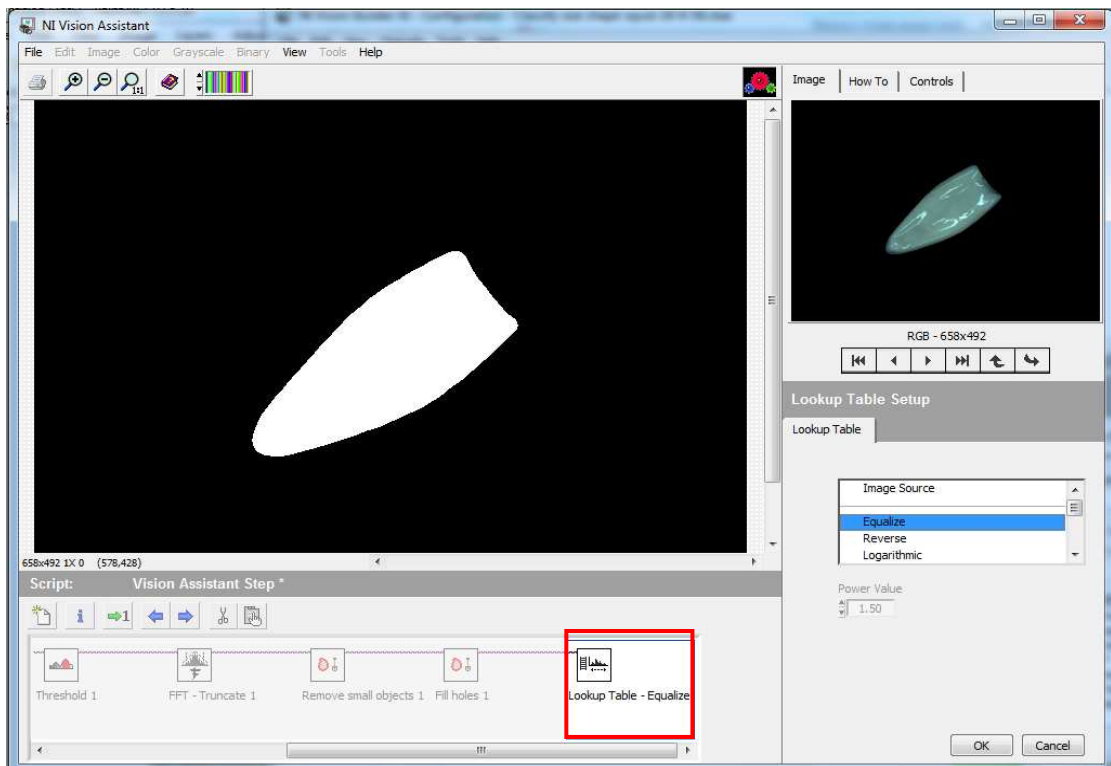 NI Vision Assistant
File Edit Image Color Grayscale Binary View Tools Help
1:1
Image How To Controls
RGB - 658x492
Lookup Table Setup
Lookup Table
Image Source
Equalize
Reverse
Logarithmic
Power Value
1.50
658x492 1X 0 (578,428)
Script: Vision Assistant Step *
i 1
Threshold 1 FFT - Truncate 1 Remove small objects 1 Fill holes 1 Lookup Table - Equalize
OK Cancel